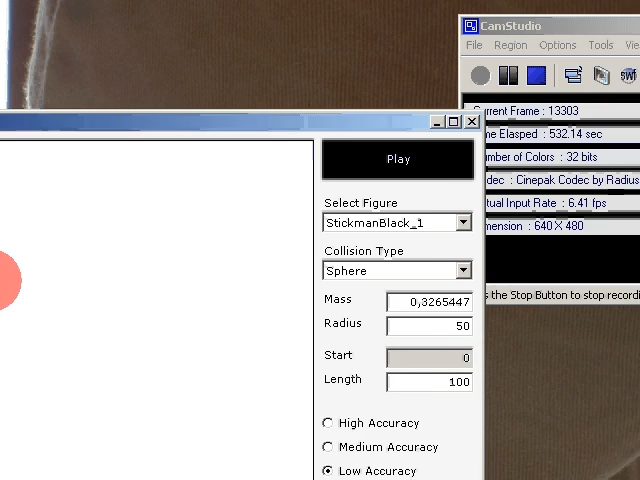 CamStudio
File Region Options Tools
Current Frame : 13303
me Elasped : 532.14 sec
mber of Colors : 32 bits
dec : Cinepak Codec by Radius
tual Input Rate : 6.41 fps
mension : 640 X 480
s the Stop Button to stop recordi
Play
Select Figure
StickmanBlack_1
Collision Type
Sphere
Mass 0,3265447
Radius 50
Start 0
Length 100
High Accuracy
Medium Accuracy
Low Accuracy